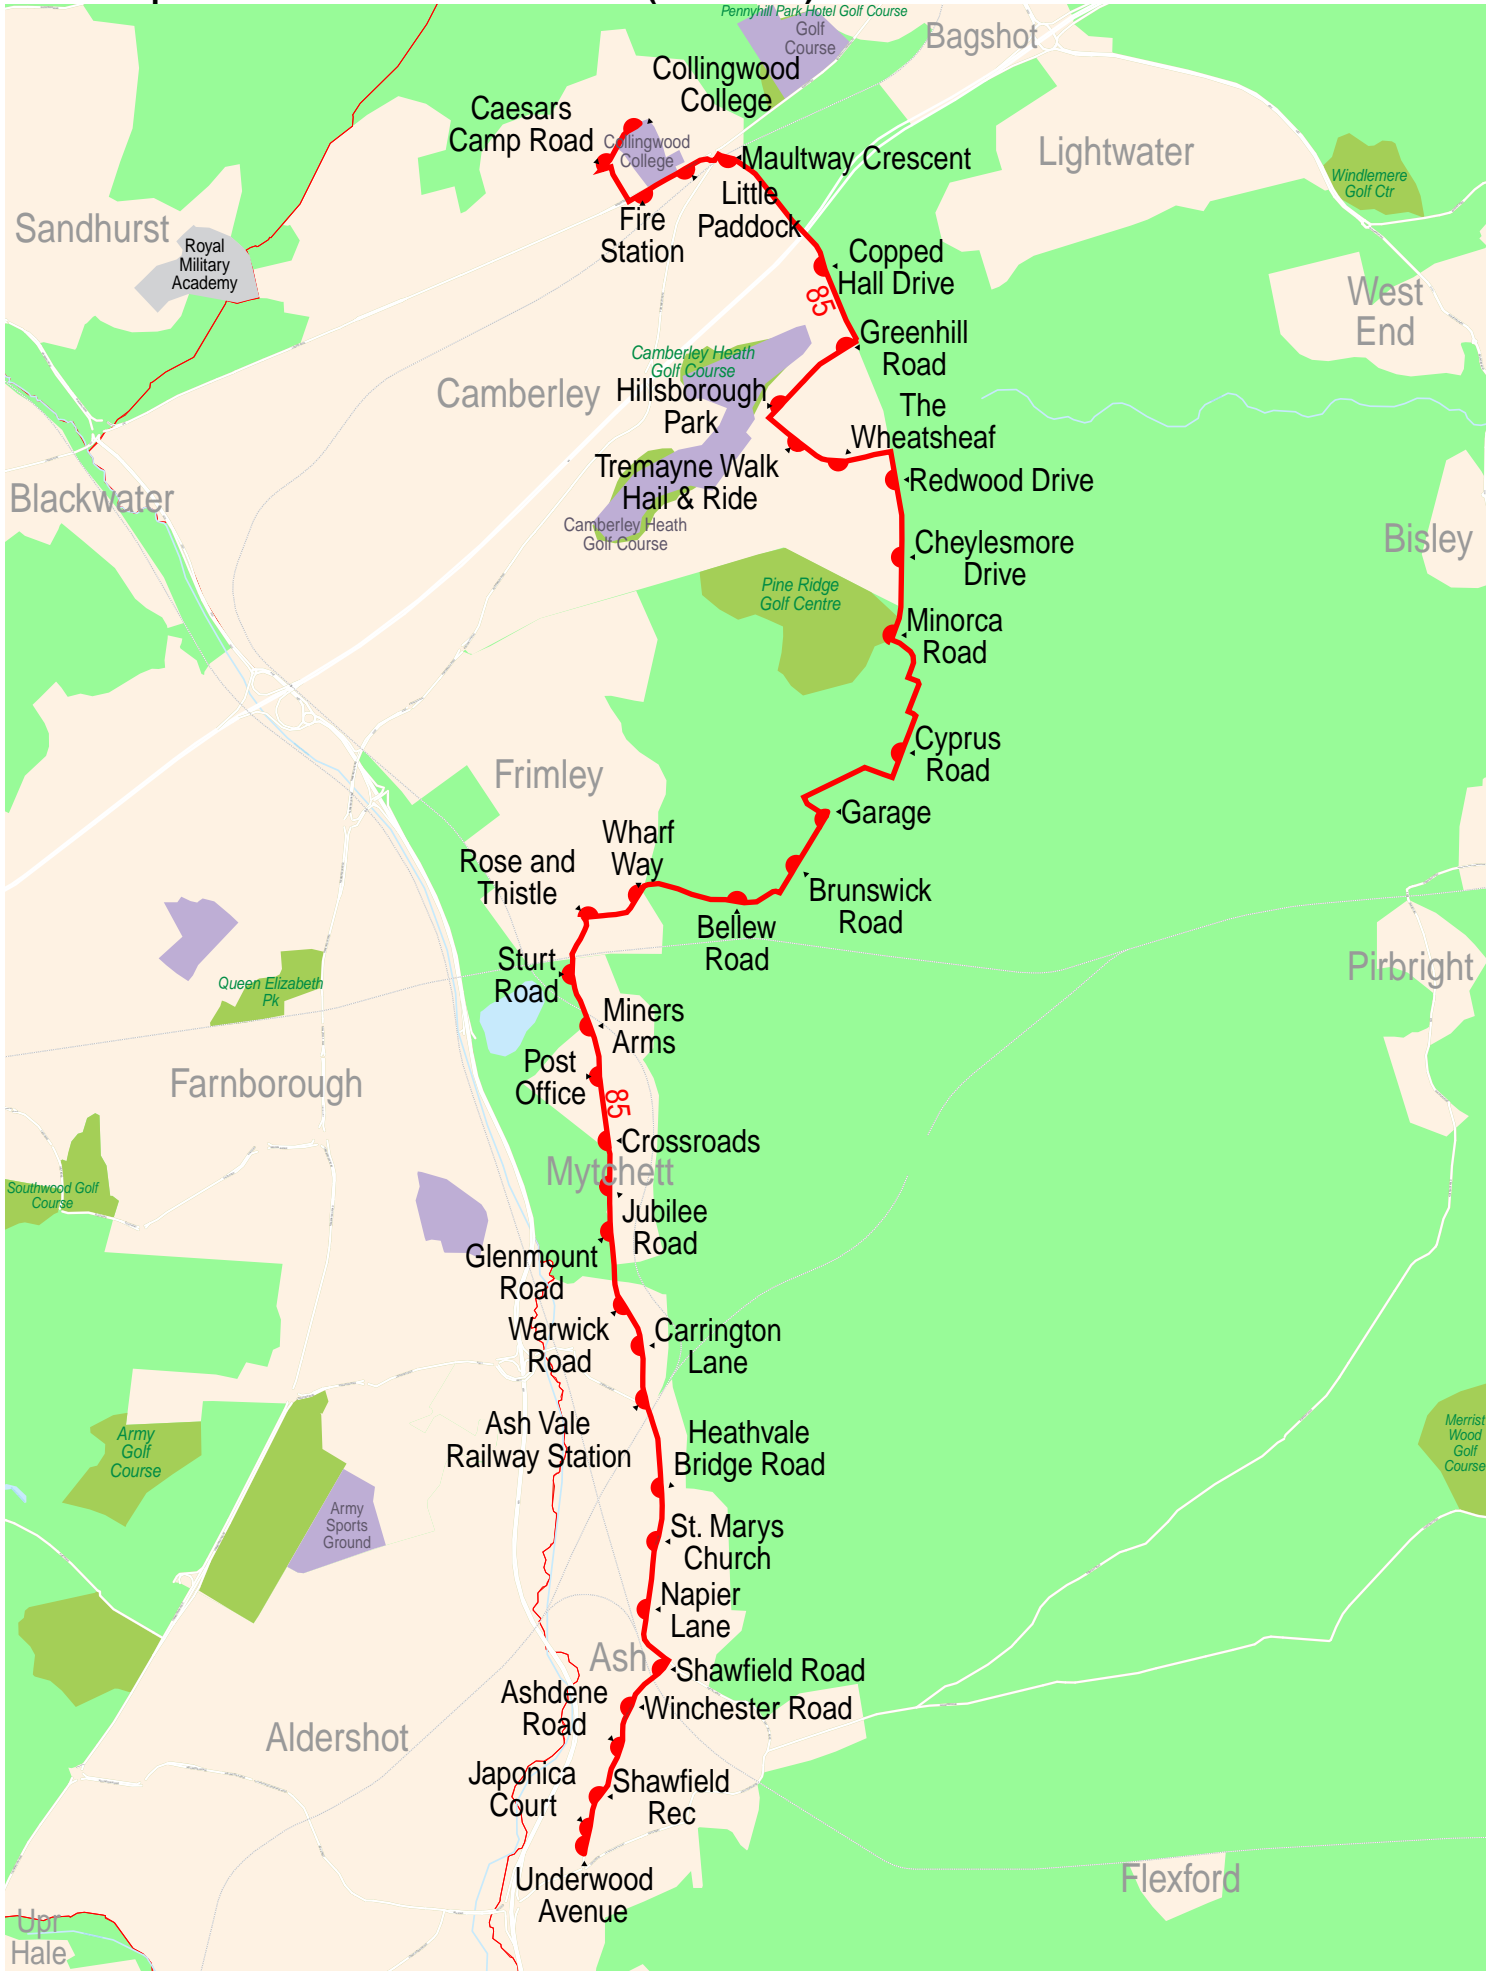 Pennyhill Park Hotel Golf Course
Golf
Course
Bagshot
Collingwood
College
Caesars
Camp Road
Collingwood
College
Maultway Crescent
Lightwater
Windlemere
Golf Ctr
Little
Paddock
Fire
Station
Sandhurst
Royal
Military
Academy
Copped
Hall Drive
85
West
End
Greenhill
Road
Camberley Heath
Golf Course
Camberley
Hillsborough
Park
The
Wheatsheaf
Tremayne Walk
Hail & Ride
Redwood Drive
Blackwater
Camberley Heath
Golf Course
Cheylesmore
Drive
Bisley
Pine Ridge
Golf Centre
Minorca
Road
Cyprus
Road
Frimley
Garage
Wharf
Way
Rose and
Thistle
Brunswick
Road
Bellew
Road
Sturt
Road
Pirbright
Queen Elizabeth
Pk
Miners
Arms
Post
Office
85
Farnborough
Crossroads
Mytchett
Southwood Golf
Course
Jubilee
Road
Glenmount
Road
Warwick
Road
Carrington
Lane
Ash Vale
Railway Station
Heathvale
Bridge Road
Army
Golf
Course
Merrist
Wood
Golf
Course
Army
Sports
Ground
St. Marys
Church
Napier
Lane
Ash
Shawfield Road
Ashdene
Road
Winchester Road
Aldershot
Japonica
Court
Shawfield
Rec
Underwood
Avenue
Flexford
Upr
Hale